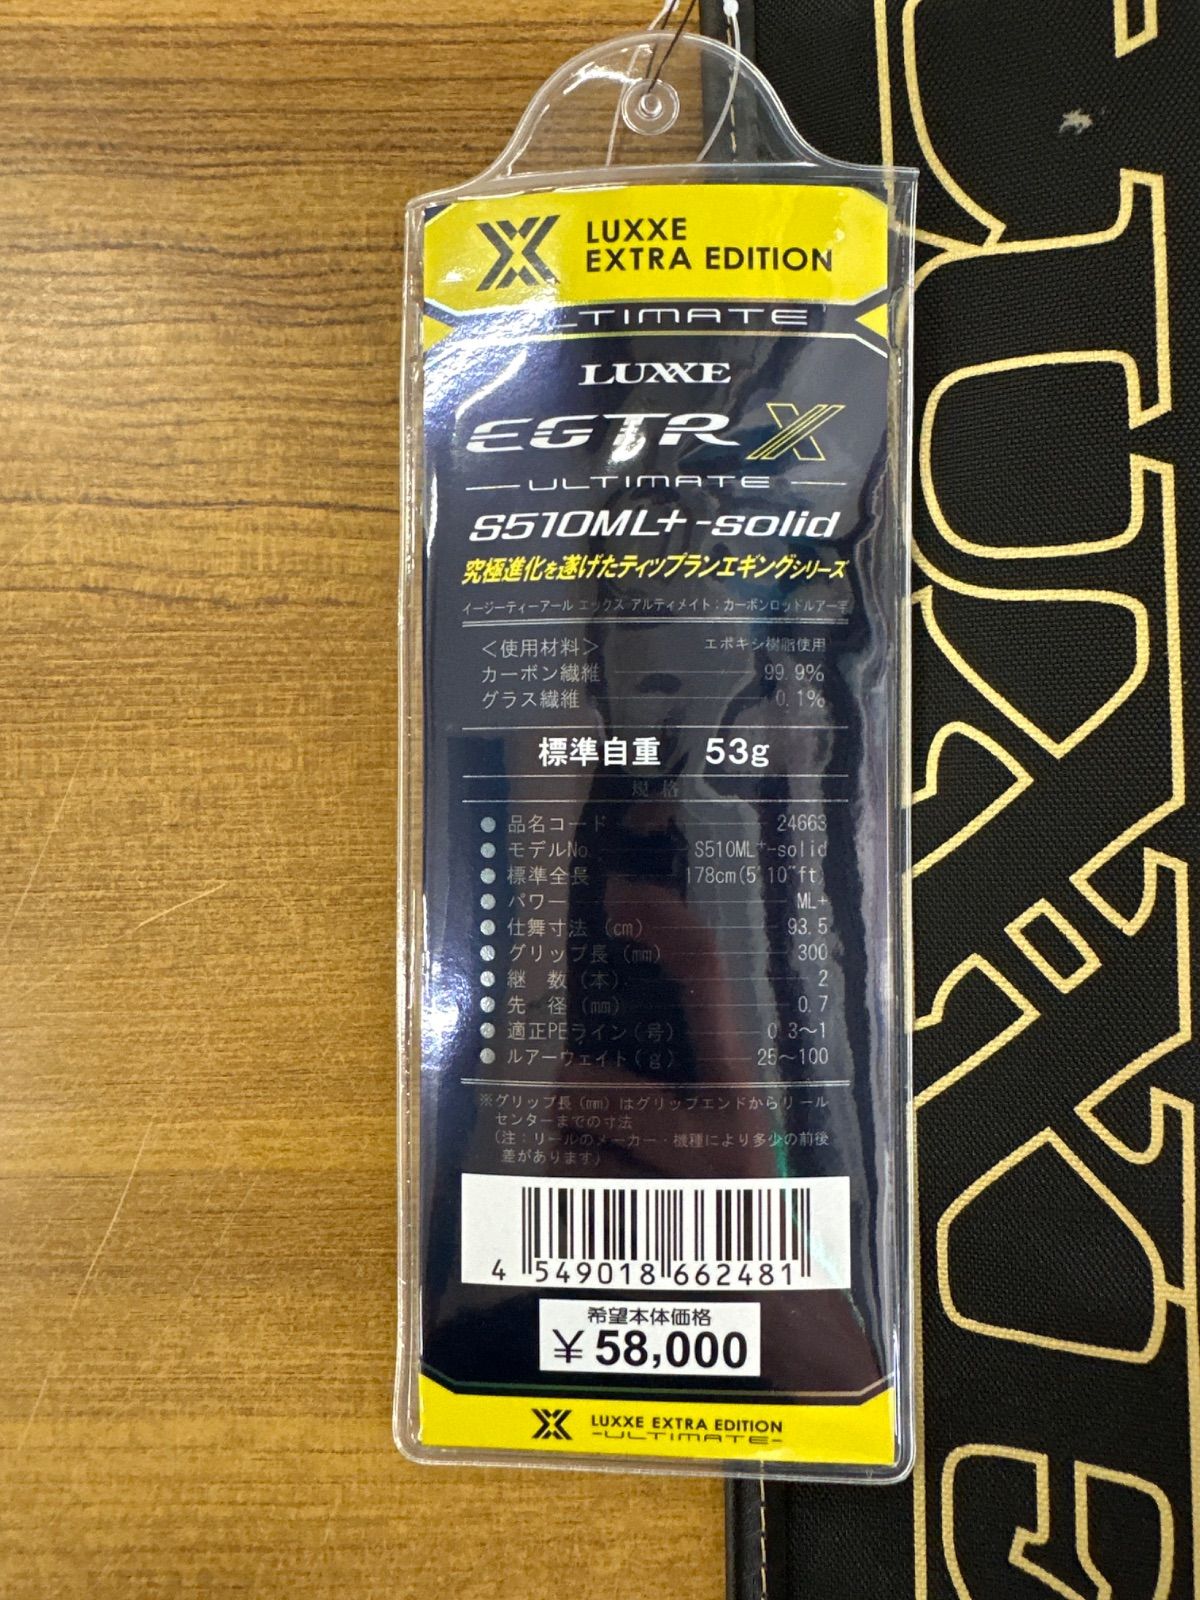 LUXXE
EXTRA EDITION
ULTIMATE
LUXXE
EGTR X
ULTIMATE
S510ML+-solid
究極進化を遂げたティップランエギングシリーズ
イージーティーアール エックス アルティメイト：カーボンロッドルアー竿
＜使用材料＞ エポキシ樹脂使用
カーボン繊維 99.9%
グラス繊維 0.1%
標準自重 53g
規 格
●品名コード 24663
●モデルNo. S510ML+-solid
●標準全長 178cm(5'10"ft)
●パワー ML+
●仕舞寸法 (cm) 93.5
●グリップ長 (mm) 300
●継 数 (本) 2
●先 径 (mm) 0.7
●適正PEライン(号) 0.3～1
●ルアーウェイト(g) 25～100
※グリップ長(mm)はグリップエンドからリール
センターまでの寸法
(注：リールのメーカー・機種により多少の前後
差があります)
4 549018 662481
希望本体価格
¥58,000
LUXXE EXTRA EDITION
-ULTIMATE-